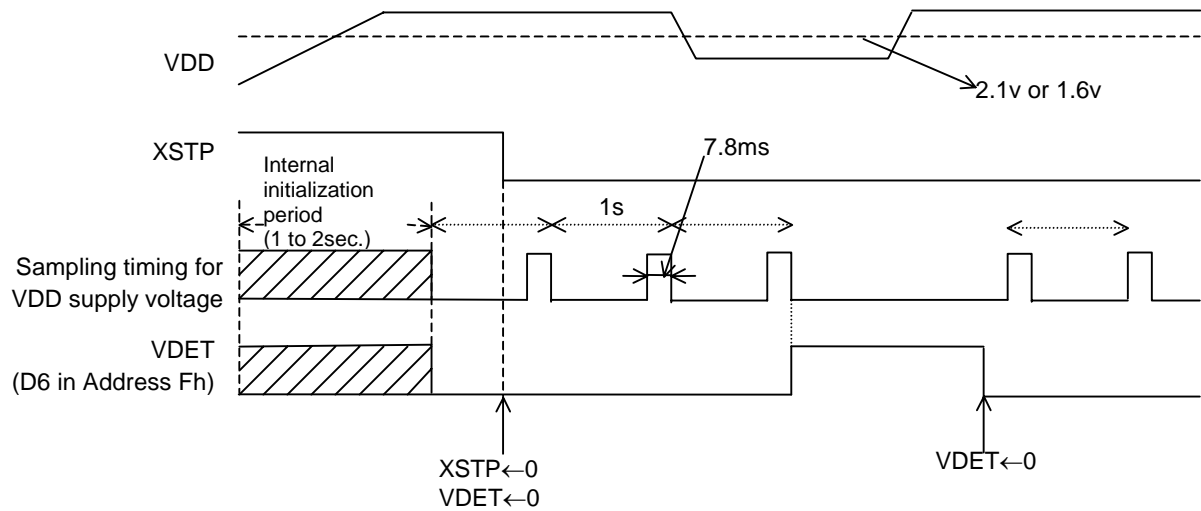 VDD
2.1v or 1.6v
XSTP
7.8ms
Internal
initialization
period
(1 to 2sec.)
1s
Sampling timing for
VDD supply voltage
VDET
(D6 in Address Fh)
XSTP←0
VDET←0
VDET←0